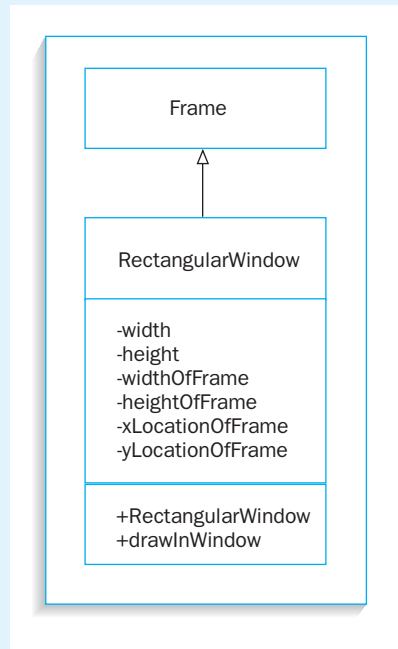 Frame
RectangularWindow
-width
-height
-widthOfFrame
-heightOfFrame
-xLocationOfFrame
-yLocationOfFrame
+RectangularWindow
+drawInWindow